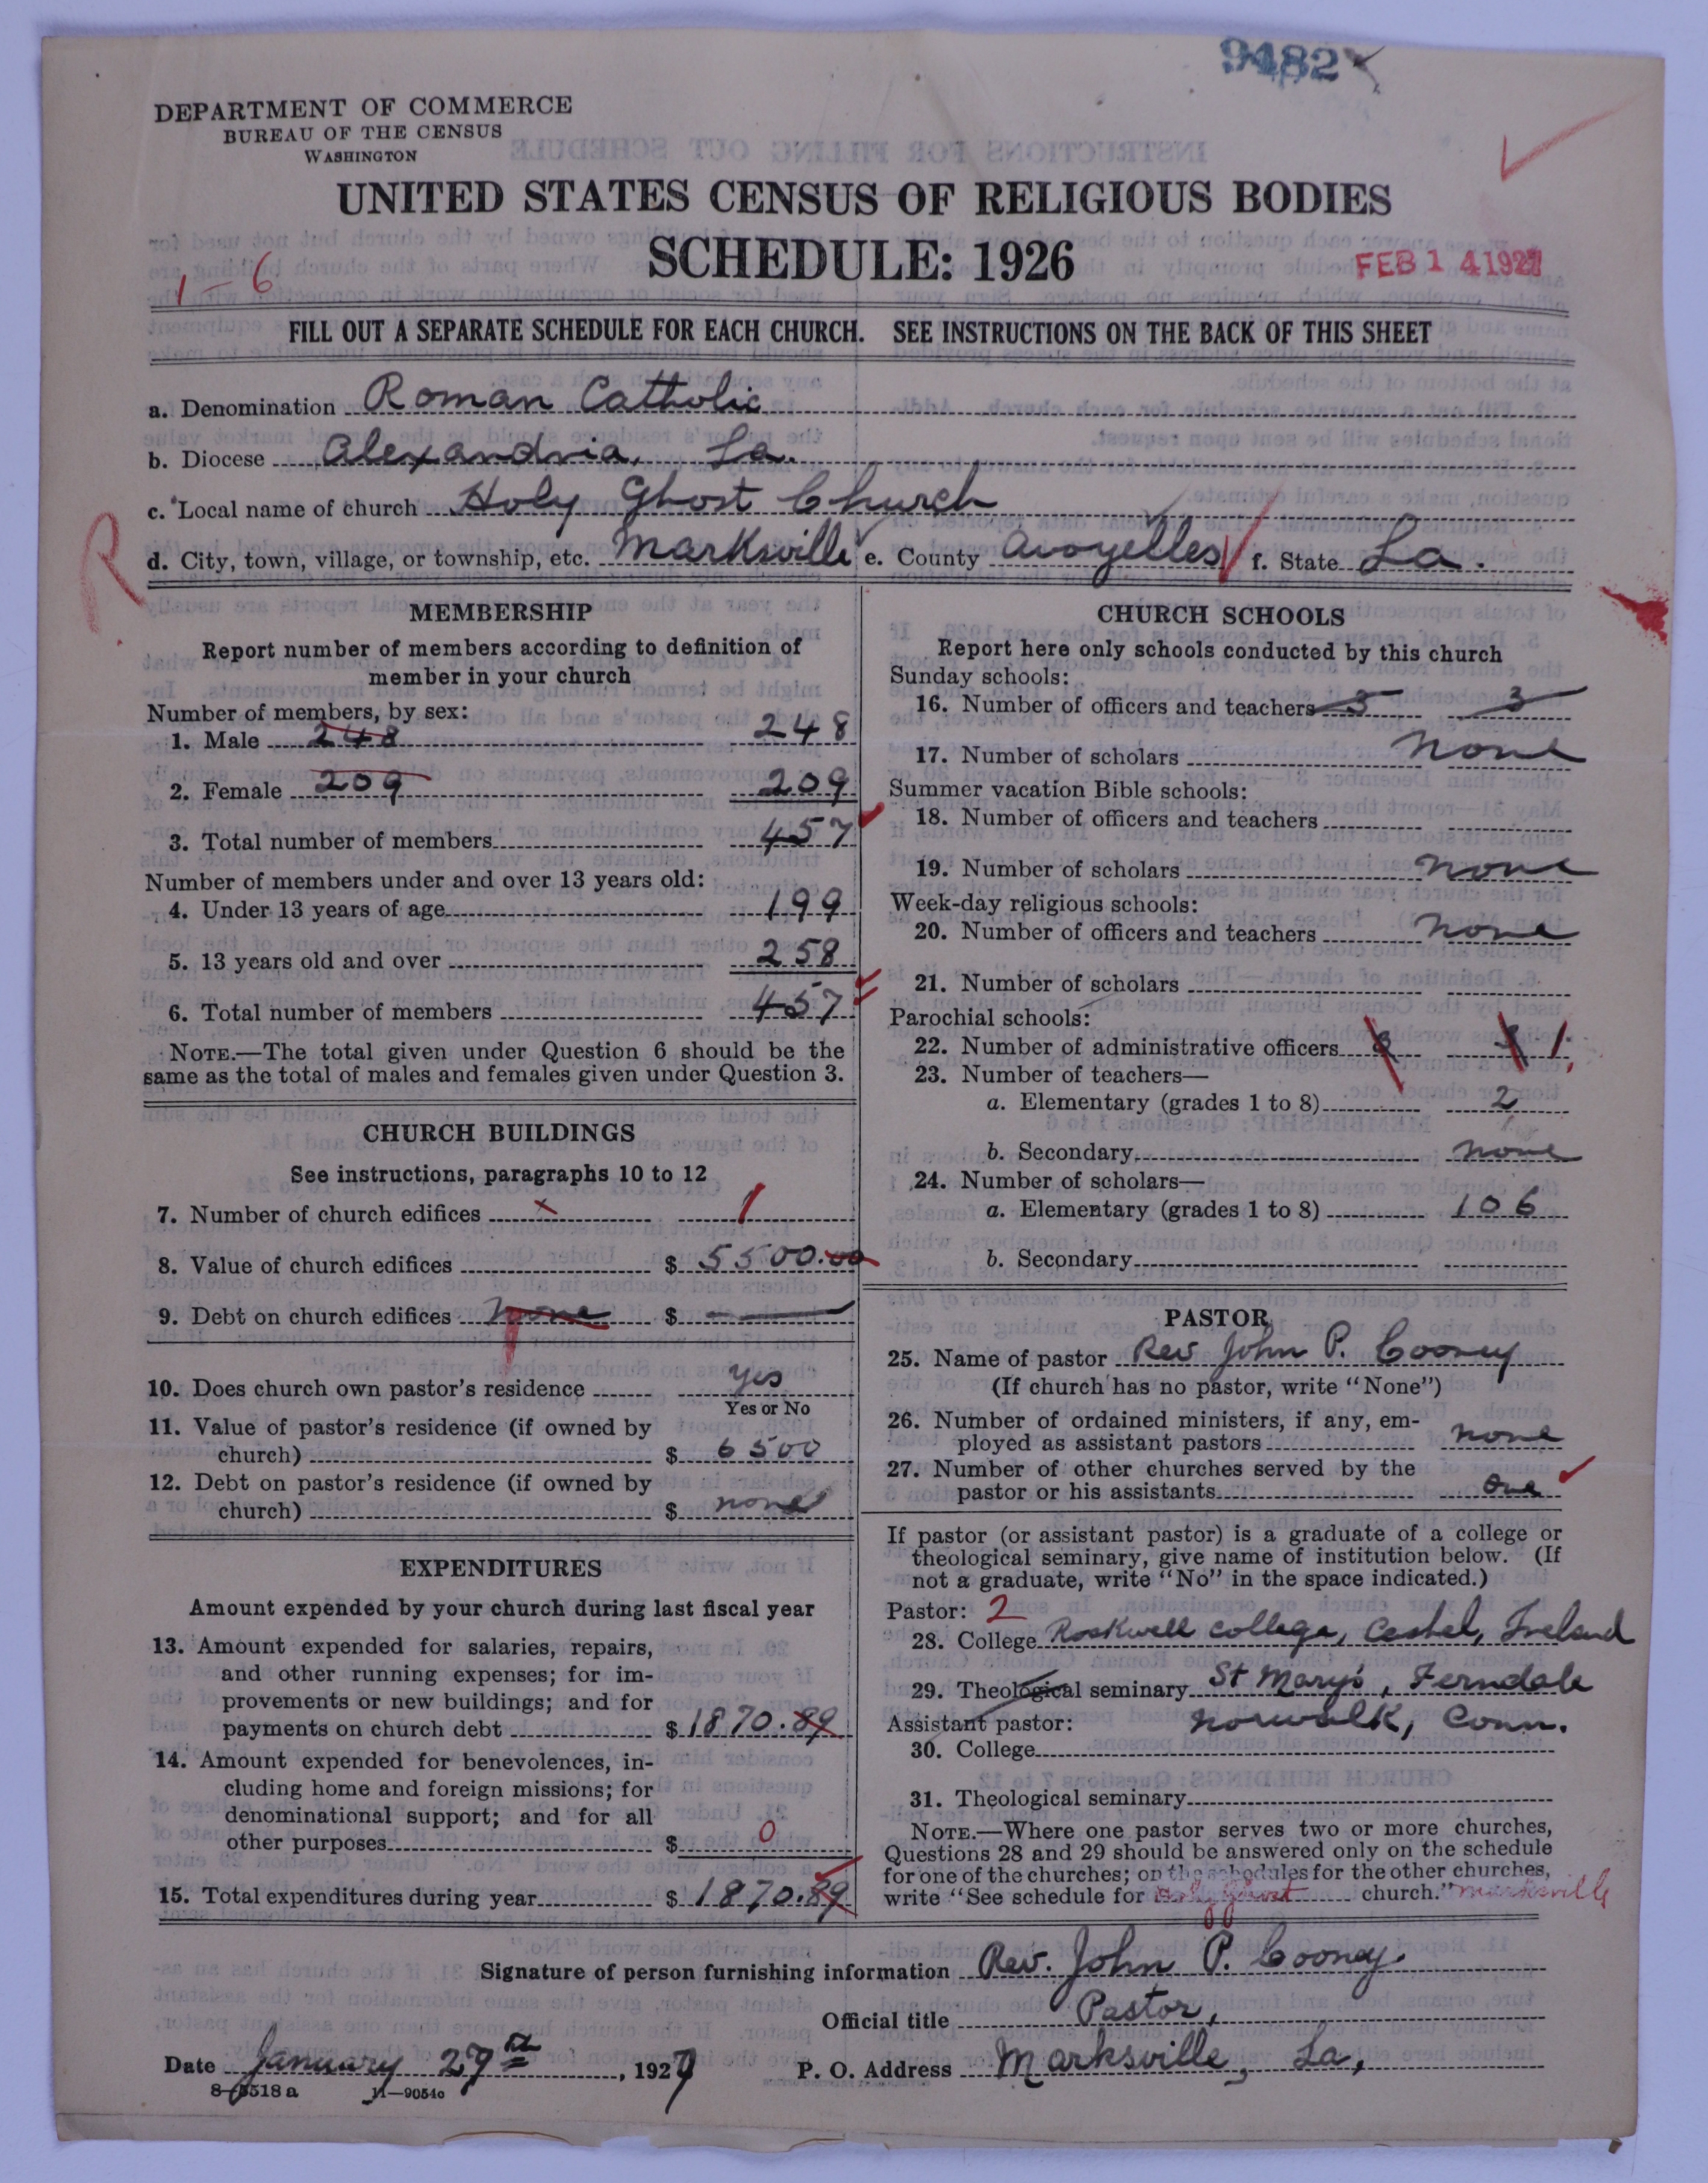 9482
DEPARTMENT OF COMMERCE
BUREAU OF THE CENSUS
WASHINGTON
UNITED STATES CENSUS OF RELIGIOUS BODIES
SCHEDULE: 1926
FEB 14 1927
1-6
FILL OUT A SEPARATE SCHEDULE FOR EACH CHURCH. SEE INSTRUCTIONS ON THE BACK OF THIS SHEET
a. Denomination Roman Catholic
b. Diocese Alexandria, La.
c. Local name of church Holy Ghost Church
d. City, town, village, or township, etc. Marksville e. County Avoyelles f. State La.
R
MEMBERSHIP
Report number of members according to definition of
member in your church
Number of members, by sex:
1. Male 248 248
2. Female 209 209
3. Total number of members 457
Number of members under and over 13 years old:
4. Under 13 years of age 199
5. 13 years old and over 258
6. Total number of members 457
NOTE.—The total given under Question 6 should be the
same as the total of males and females given under Question 3.
CHURCH BUILDINGS
See instructions, paragraphs 10 to 12
7. Number of church edifices x 1
8. Value of church edifices $ 5500.00
9. Debt on church edifices none $
10. Does church own pastor's residence yes
Yes or No
11. Value of pastor's residence (if owned by
church) $ 6500
12. Debt on pastor's residence (if owned by
church) $ none
EXPENDITURES
Amount expended by your church during last fiscal year
13. Amount expended for salaries, repairs,
and other running expenses; for im-
provements or new buildings; and for
payments on church debt $ 1870.89
14. Amount expended for benevolences, in-
cluding home and foreign missions; for
denominational support; and for all
other purposes $ 0
15. Total expenditures during year $ 1870.89
CHURCH SCHOOLS
Report here only schools conducted by this church
Sunday schools:
16. Number of officers and teachers 3 3
17. Number of scholars None
Summer vacation Bible schools:
18. Number of officers and teachers
19. Number of scholars none
Week-day religious schools:
20. Number of officers and teachers none
21. Number of scholars
Parochial schools:
22. Number of administrative officers 3 3 1
23. Number of teachers—
a. Elementary (grades 1 to 8) 2
b. Secondary none
24. Number of scholars—
a. Elementary (grades 1 to 8) 106
b. Secondary
PASTOR
25. Name of pastor Rev John P. Cooney
(If church has no pastor, write "None")
26. Number of ordained ministers, if any, em-
ployed as assistant pastors none
27. Number of other churches served by the
pastor or his assistants one
If pastor (or assistant pastor) is a graduate of a college or
theological seminary, give name of institution below. (If
not a graduate, write "No" in the space indicated.)
Pastor: 2
28. College Rockwell College, Cashel, Ireland
29. Theological seminary St Mary's, Ferndale
Assistant pastor: Norwalk, Conn.
30. College
31. Theological seminary
NOTE.—Where one pastor serves two or more churches,
Questions 28 and 29 should be answered only on the schedule
for one of the churches; on the schedules for the other churches,
write "See schedule for Holy Ghost church." Marksville
Signature of person furnishing information Rev. John P. Cooney.
Official title Pastor,
Date January 29th, 1927 P. O. Address Marksville, La,
8-5518 a 11—9054o